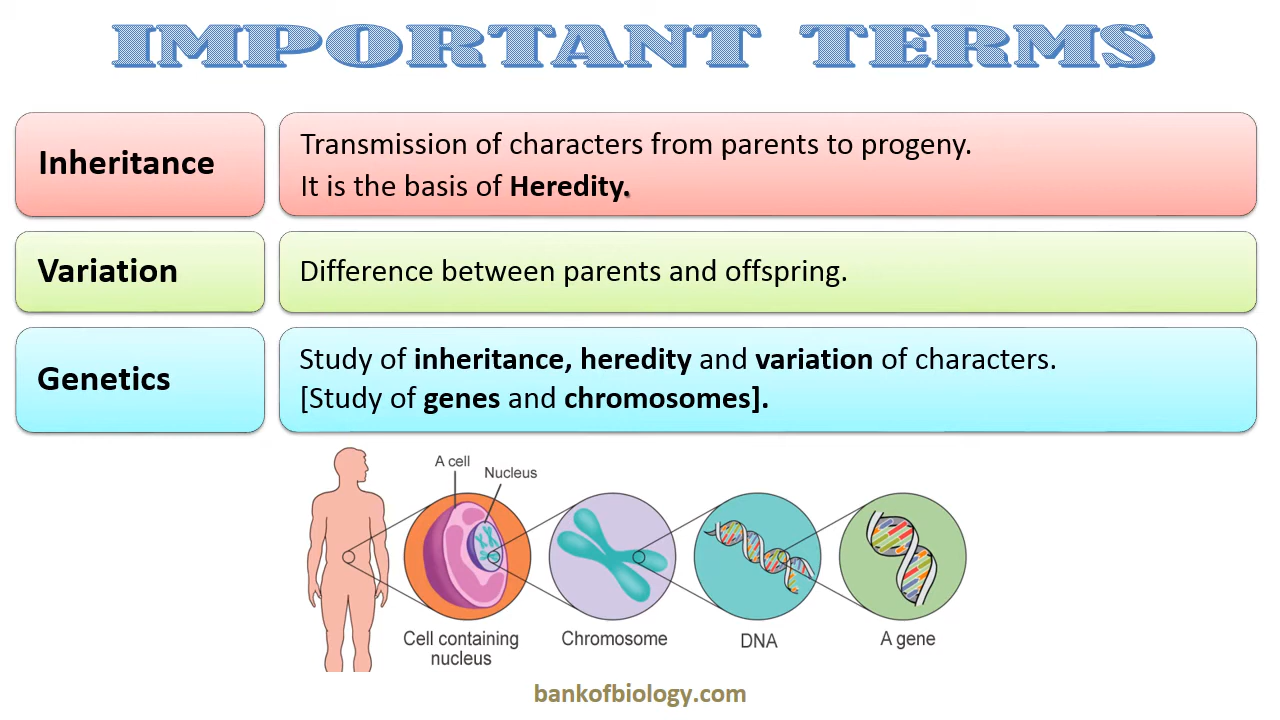 IMPORTANT TERMS
Inheritance
Transmission of characters from parents to progeny.
It is the basis of Heredity.
Variation
Difference between parents and offspring.
Genetics
Study of inheritance, heredity and variation of characters.
[Study of genes and chromosomes].
A cell
Nucleus
Cell containing
nucleus
Chromosome
DNA
A gene
bankofbiology.com